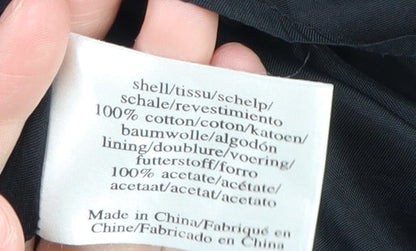 shell/tissu/schelp/
schale/revestimiento
100% cotton/coton/katoen/
baumwolle/algodón
lining/doublure/voering/
futterstoff/forro
100% acetate/acétate/
acetaat/acetat/acetato
Made in China/Fabriqué en
Chine/Fabricado en China